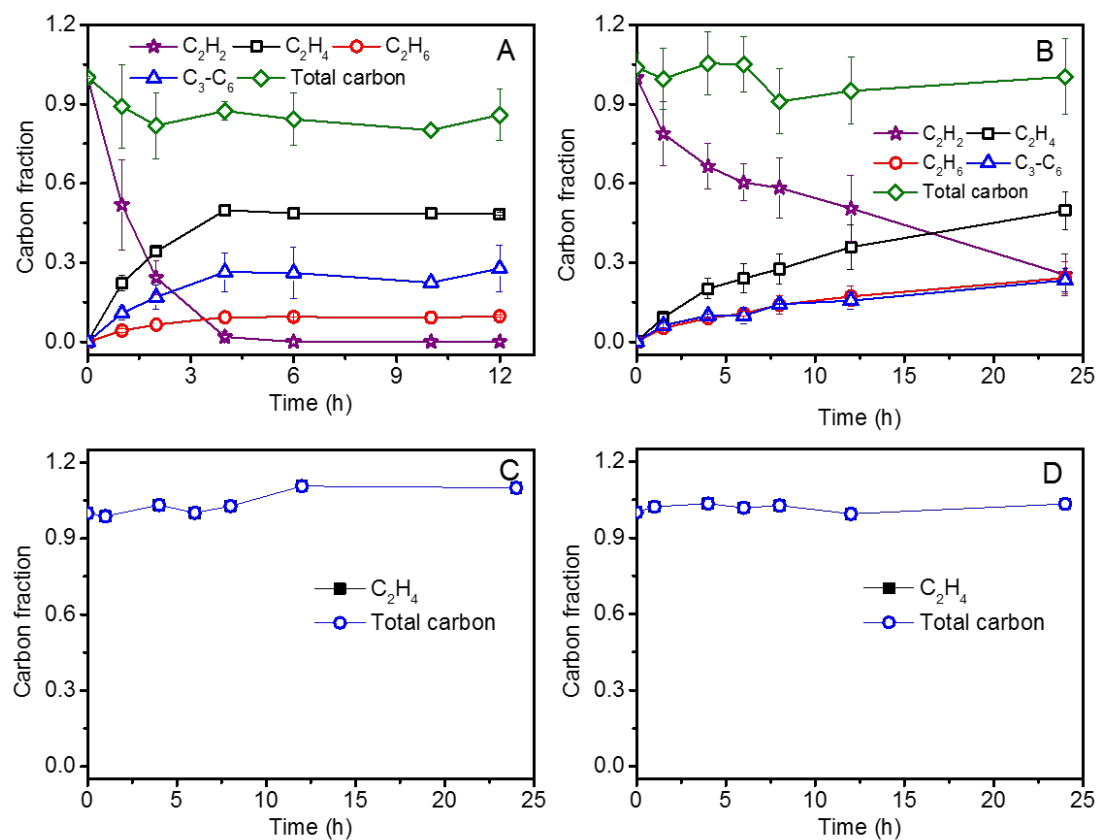 A
C₂H₂ C₂H₄ C₂H₆
C₃-C₆ Total carbon
Carbon fraction
1.2
0.9
0.6
0.3
0.0
0 3 6 9 12
Time (h)
B
C₂H₂ C₂H₄
C₂H₆ C₃-C₆
Total carbon
Carbon fraction
1.2
0.9
0.6
0.3
0.0
0 5 10 15 20 25
Time (h)
C
C₂H₄
Total carbon
Carbon fraction
1.2
0.9
0.6
0.3
0.0
0 5 10 15 20 25
Time (h)
D
C₂H₄
Total carbon
Carbon fraction
1.2
0.9
0.6
0.3
0.0
0 5 10 15 20 25
Time (h)